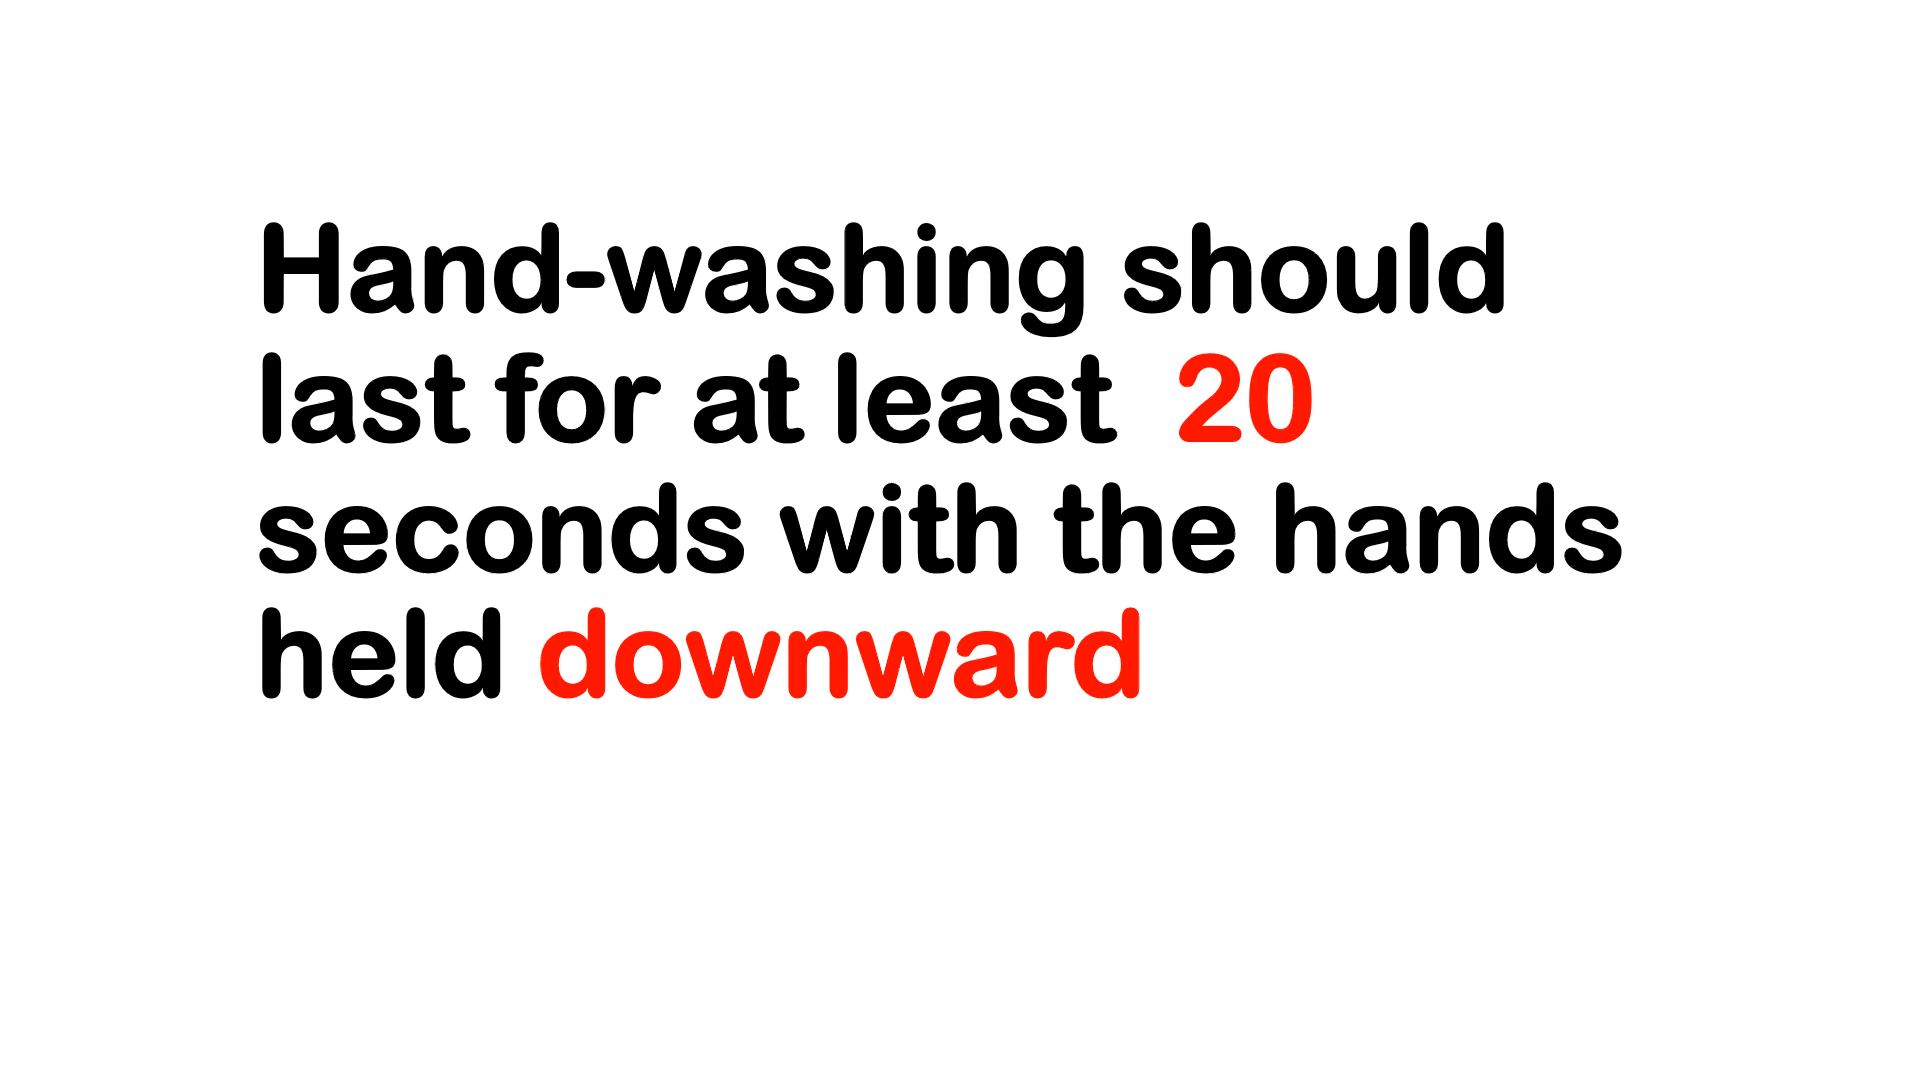 Hand-washing should
last for at least 20
seconds with the hands
held downward